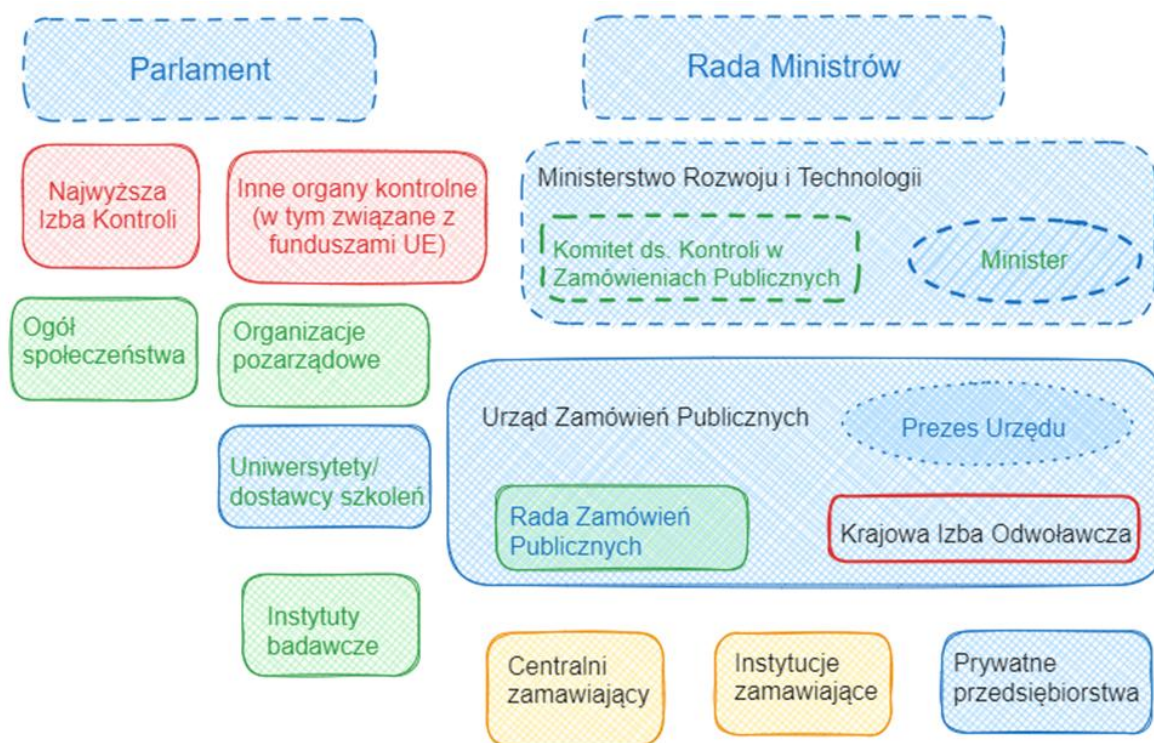 Parlament
Rada Ministrów
Najwyższa
Izba Kontroli
Inne organy kontrolne
(w tym związane z
funduszami UE)
Ministerstwo Rozwoju i Technologii
Komitet ds. Kontroli w
Zamówieniach Publicznych
Minister
Ogół
społeczeństwa
Organizacje
pozarządowe
Urząd Zamówień Publicznych
Prezes Urzędu
Uniwersytety/
dostawcy szkoleń
Rada Zamówień
Publicznych
Krajowa Izba Odwoławcza
Instytuty
badawcze
Centralni
zamawiający
Instytucje
zamawiające
Prywatne
przedsiębiorstwa